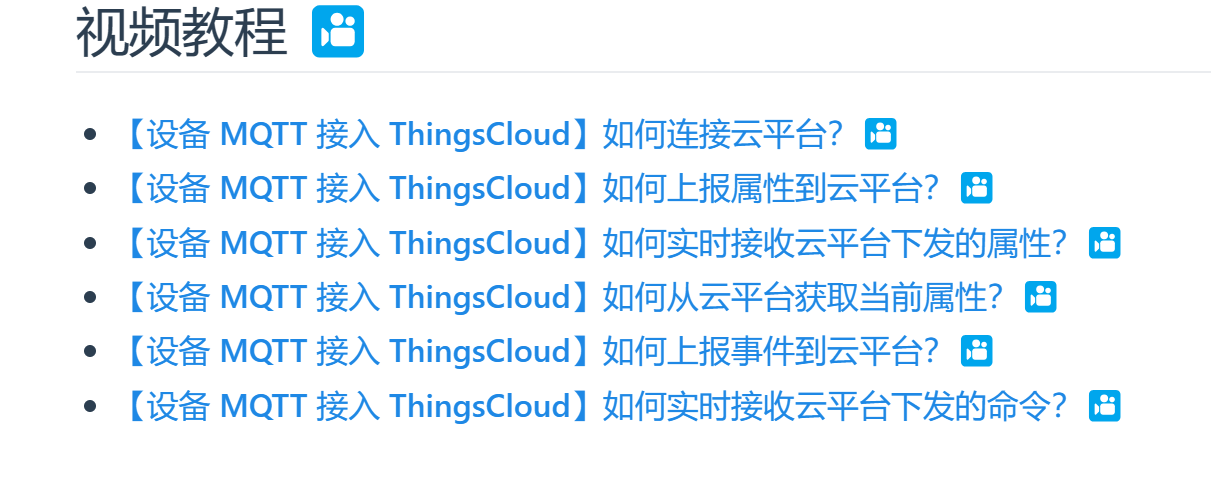 视频教程
【设备 MQTT 接入 ThingsCloud】如何连接云平台？
【设备 MQTT 接入 ThingsCloud】如何上报属性到云平台？
【设备 MQTT 接入 ThingsCloud】如何实时接收云平台下发的属性？
【设备 MQTT 接入 ThingsCloud】如何从云平台获取当前属性？
【设备 MQTT 接入 ThingsCloud】如何上报事件到云平台？
【设备 MQTT 接入 ThingsCloud】如何实时接收云平台下发的命令？